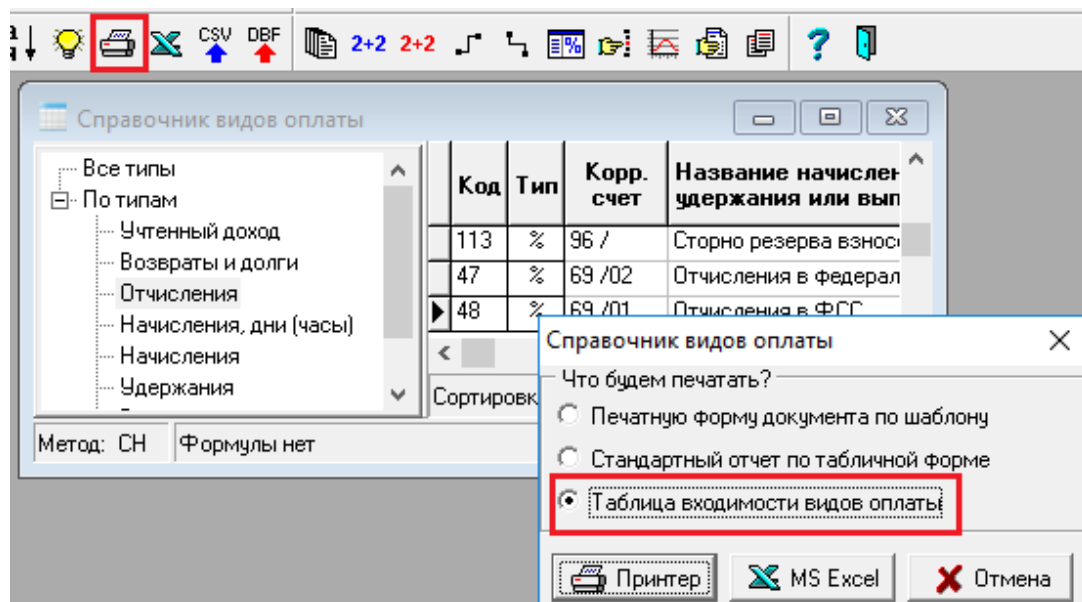 CSV DBF 2+2 2+2 % ?
Справочник видов оплаты
Все типы
По типам
Учтенный доход
Возвраты и долги
Отчисления
Начисления, дни (часы)
Начисления
Удержания
Код Тип Корр. счет Название начислен удержания или вып
113 % 96 / Сторно резерва взносо
47 % 69 /02 Отчисления в федерал
48 % 69 /01 Отчисления в ФСС
Сортировк
Метод: СН Формулы нет
Справочник видов оплаты
Что будем печатать?
Печатную форму документа по шаблону
Стандартный отчет по табличной форме
Таблица входимости видов оплаты
Принтер MS Excel Отмена